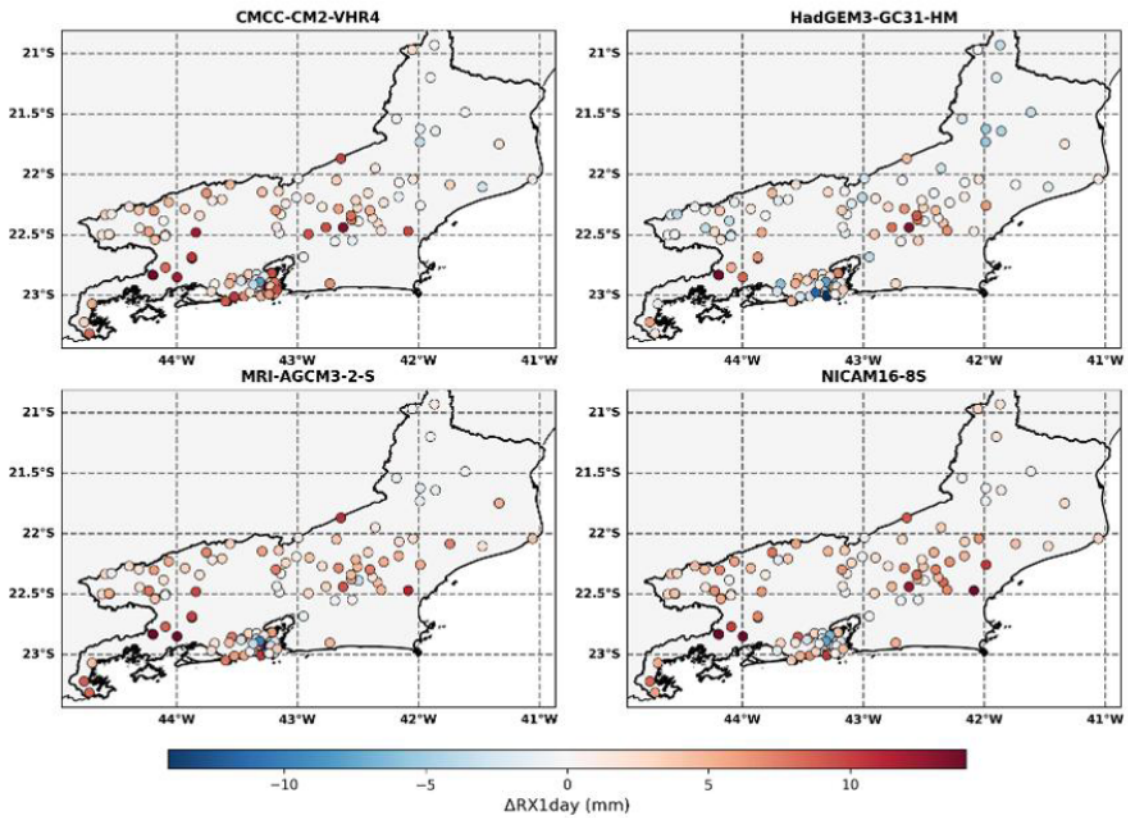 CMCC-CM2-VHR4 HadGEM3-GC31-HM
21°S 21°S
21.5°S 21.5°S
22°S 22°S
22.5°S 22.5°S
23°S 23°S
44°W 43°W 42°W 41°W 44°W 43°W 42°W 41°W
MRI-AGCM3-2-S NICAM16-8S
21°S 21°S
21.5°S 21.5°S
22°S 22°S
22.5°S 22.5°S
23°S 23°S
44°W 43°W 42°W 41°W 44°W 43°W 42°W 41°W
−10 −5 0 5 10
ΔRX1day (mm)